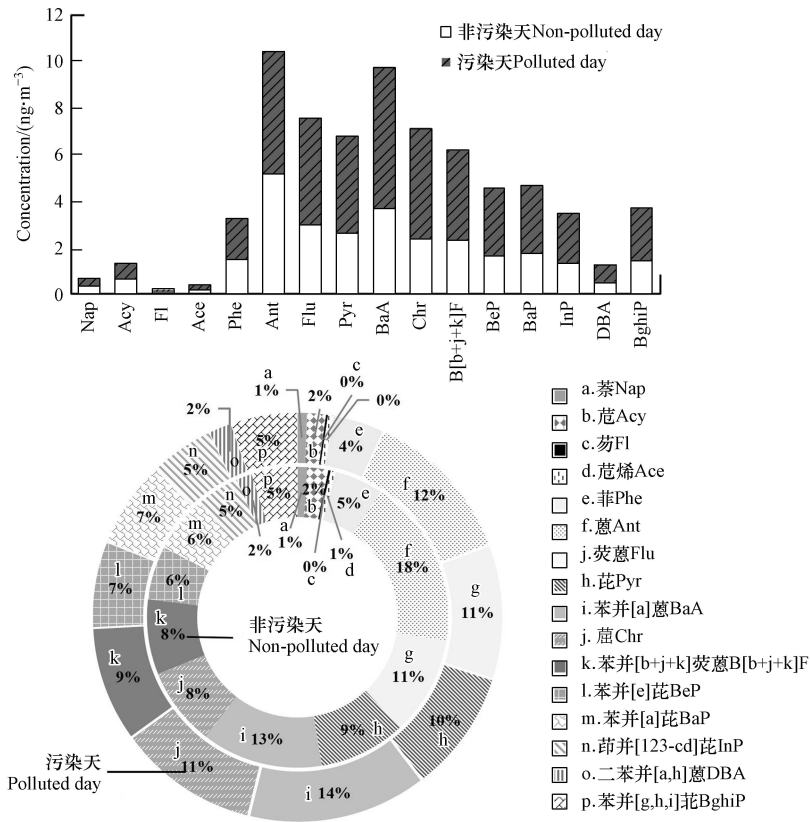 非污染天Non-polluted day
污染天Polluted day
Concentration/(ng·m⁻³)
12
10
8
6
4
2
0
Nap
Acy
Fl
Ace
Phe
Ant
Flu
Pyr
BaA
Chr
B[b+j+k]F
BeP
BaP
InP
DBA
BghiP
a
1%
b
2%
c
0%
0%
e
4%
f
12%
g
11%
h
10%
i 14%
j
11%
k
9%
l
7%
m
7%
n
5%
o
2%
p
5%
a
1%
b
2%
c
0%
d
1%
e
5%
f
18%
g
11%
h
9%
i 13%
j
8%
k
8%
l
6%
m
6%
n
5%
o
2%
p
5%
非污染天
Non-polluted day
污染天
Polluted day
a.萘Nap
b.苊Acy
c.芴Fl
d.苊烯Ace
e.菲Phe
f.蒽Ant
j.荧蒽Flu
h.芘Pyr
i.苯并[a]蒽BaA
j.䓛Chr
k.苯并[b+j+k]荧蒽B[b+j+k]F
l.苯并[e]芘BeP
m.苯并[a]芘BaP
n.茚并[123-cd]芘InP
o.二苯并[a,h]蒽DBA
p.苯并[g,h,i]苝BghiP